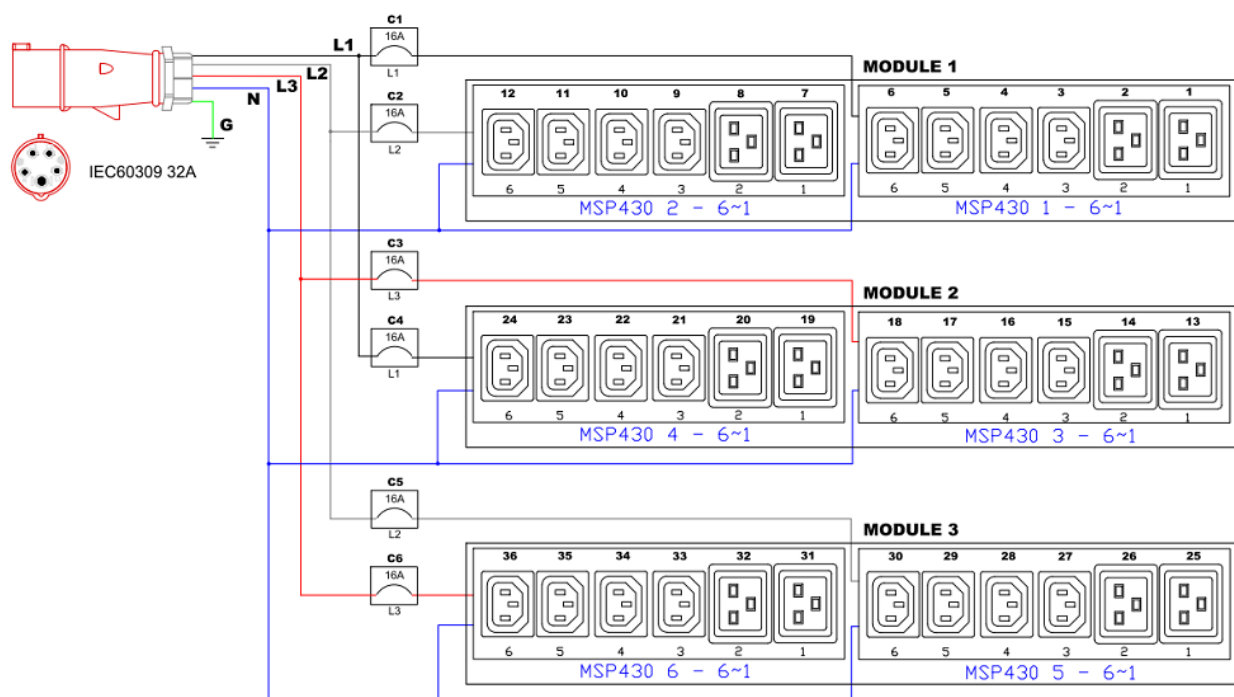 C1
16A
L1
L1
L2
L3
N
G
IEC60309 32A
C2
16A
L2
MODULE 1
12 11 10 9 8 7
6 5 4 3 2 1
MSP430 2 - 6~1
6 5 4 3 2 1
6 5 4 3 2 1
MSP430 1 - 6~1
C3
16A
L3
C4
16A
L1
MODULE 2
24 23 22 21 20 19
6 5 4 3 2 1
MSP430 4 - 6~1
18 17 16 15 14 13
6 5 4 3 2 1
MSP430 3 - 6~1
C5
16A
L2
C6
16A
L3
MODULE 3
36 35 34 33 32 31
6 5 4 3 2 1
MSP430 6 - 6~1
30 29 28 27 26 25
6 5 4 3 2 1
MSP430 5 - 6~1